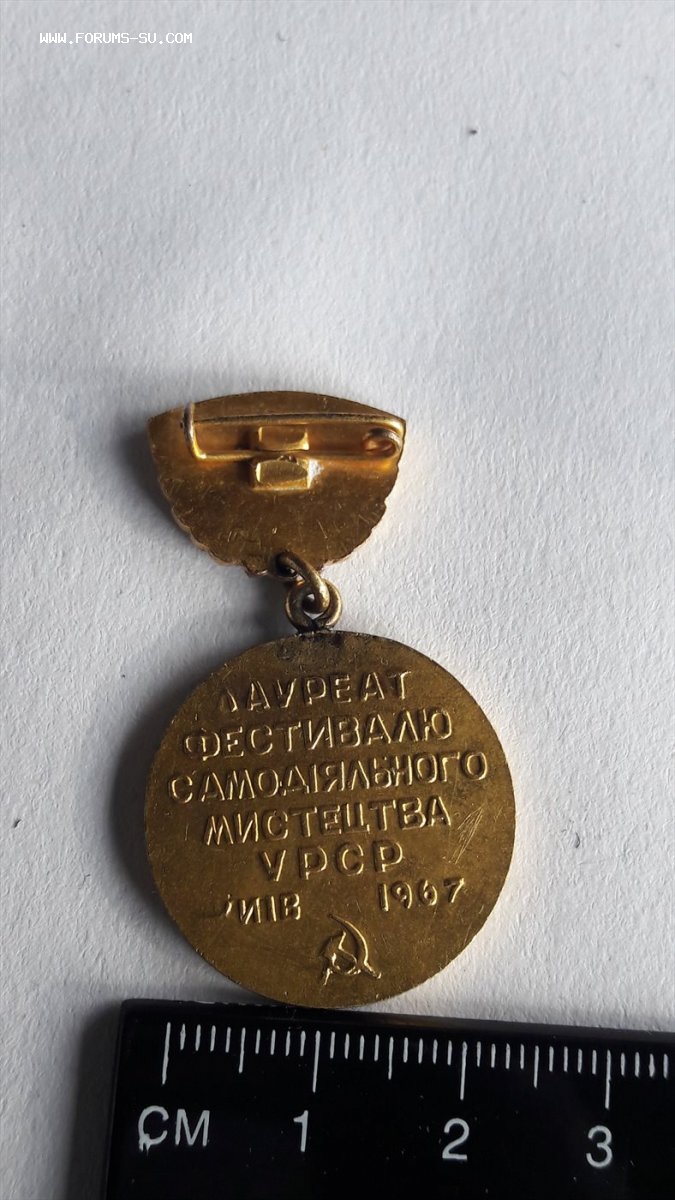 WWW.FORUMS-SU.COM
ЛАУРЕАТ
ФЕСТИВАЛЮ
САМОДІЯЛЬНОГО
МИСТЕЦТВА
УРСР
КИЇВ 1967
СМ 1 2 3